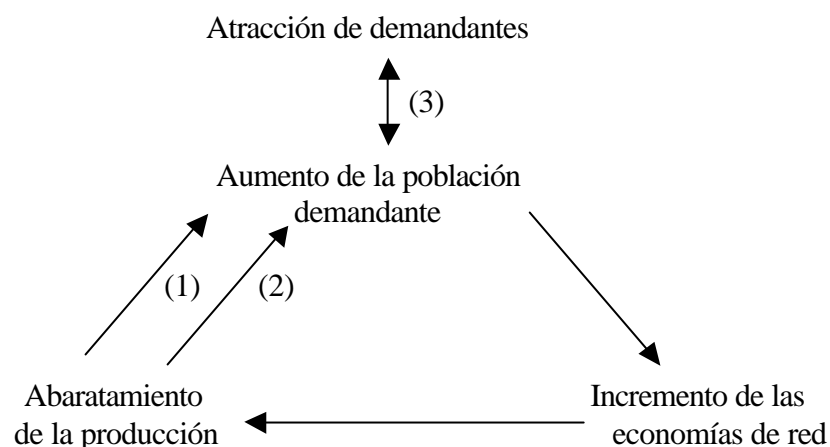 Atracción de demandantes
(3)
Aumento de la población
demandante
(1)
(2)
Abaratamiento
de la producción
Incremento de las
economías de red